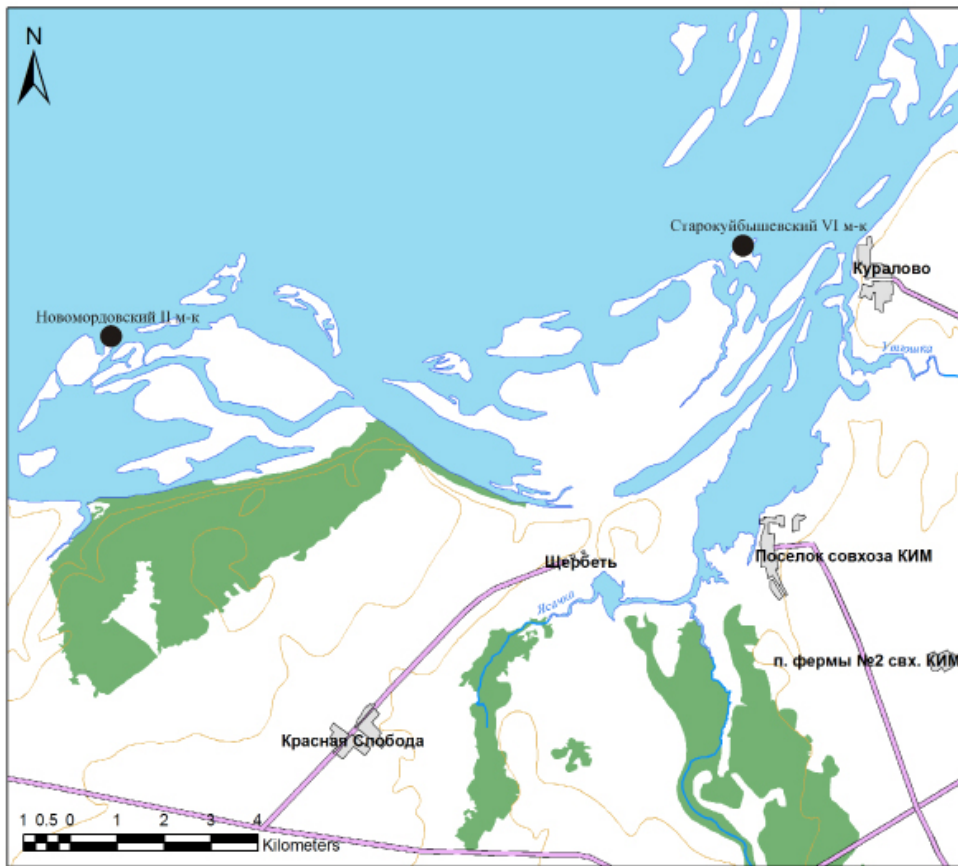 N
Старокуйбышевский VI м-к
Куралово
Новомордовский II м-к
Утошка
Щербеть
Поселок совхоза КИМ
Ясачка
п. фермы №2 свх. КИМ
Красная Слобода
1 0.5 0 1 2 3 4
Kilometers